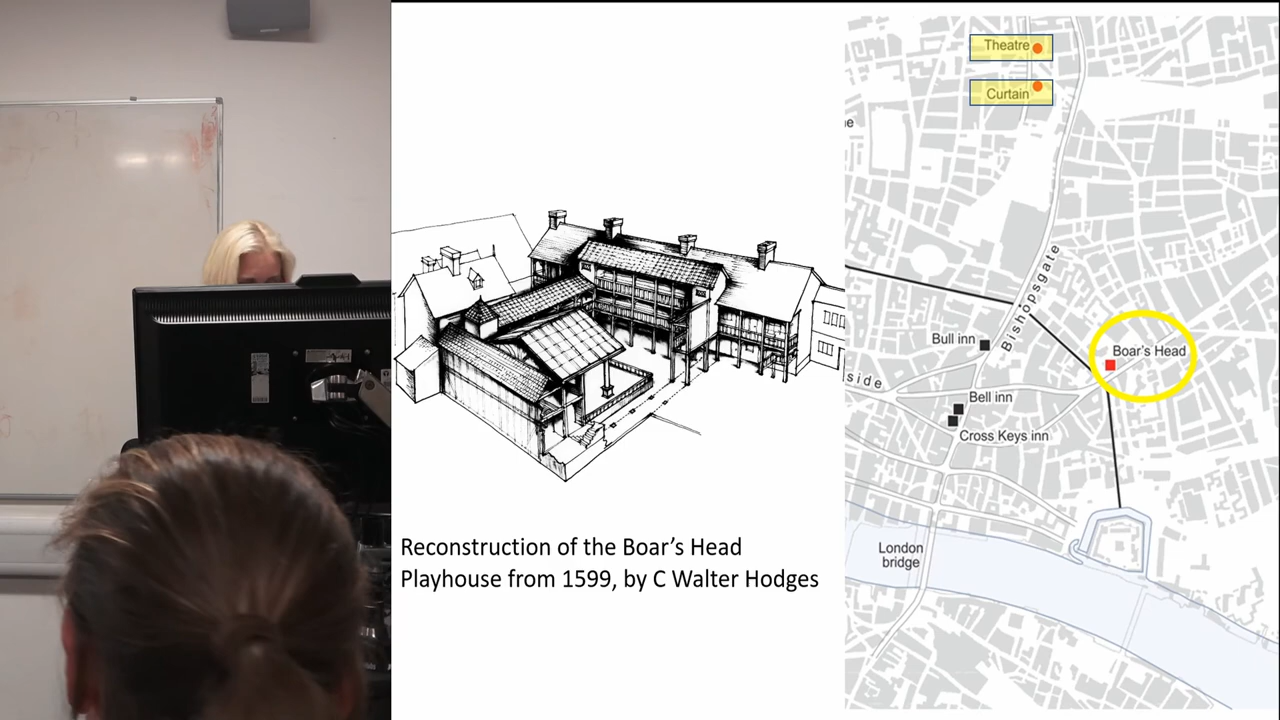 Reconstruction of the Boar's Head
Playhouse from 1599, by C Walter Hodges
Theatre
Curtain
Bishopsgate
Bull inn
Boar's Head
side
Bell inn
Cross Keys inn
London
bridge